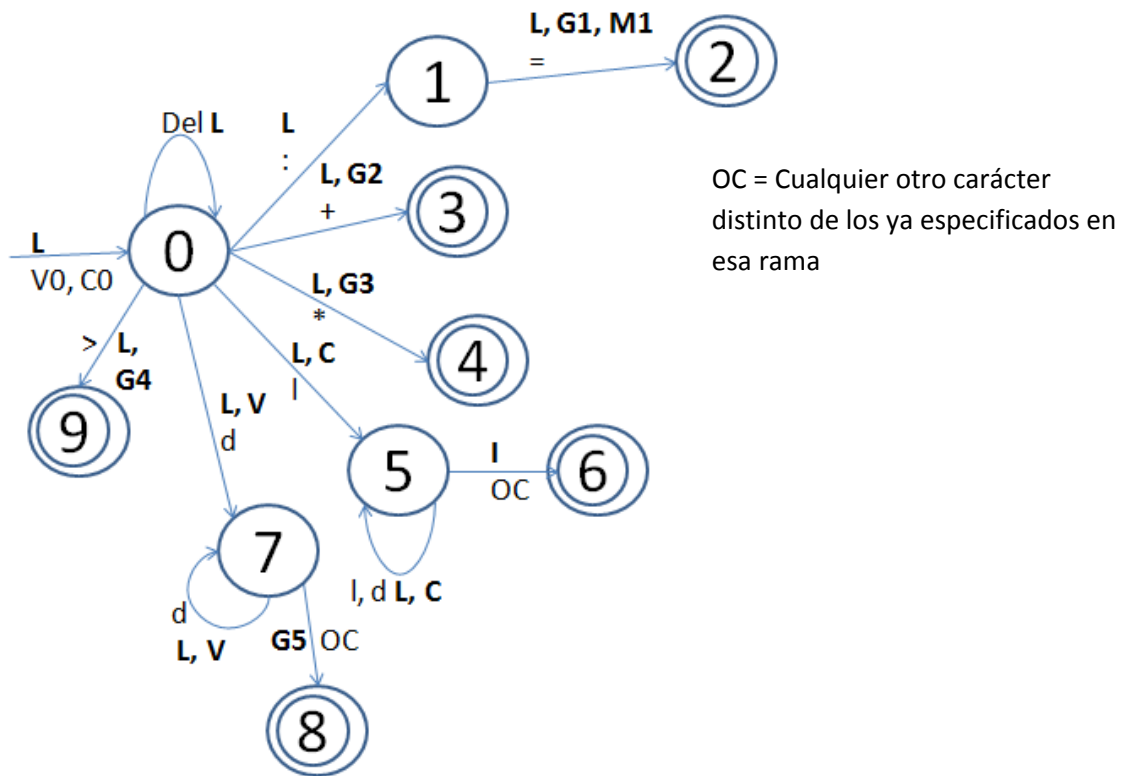 L, G1, M1
=
1
2
Del L
L
:
L, G2
+
3
OC = Cualquier otro carácter
distinto de los ya especificados en
esa rama
L
V0, C0
0
L, G3
*
4
> L,
G4
9
L, C
l
L, V
d
5
I
OC
6
7
l, d L, C
d
L, V
G5 OC
8